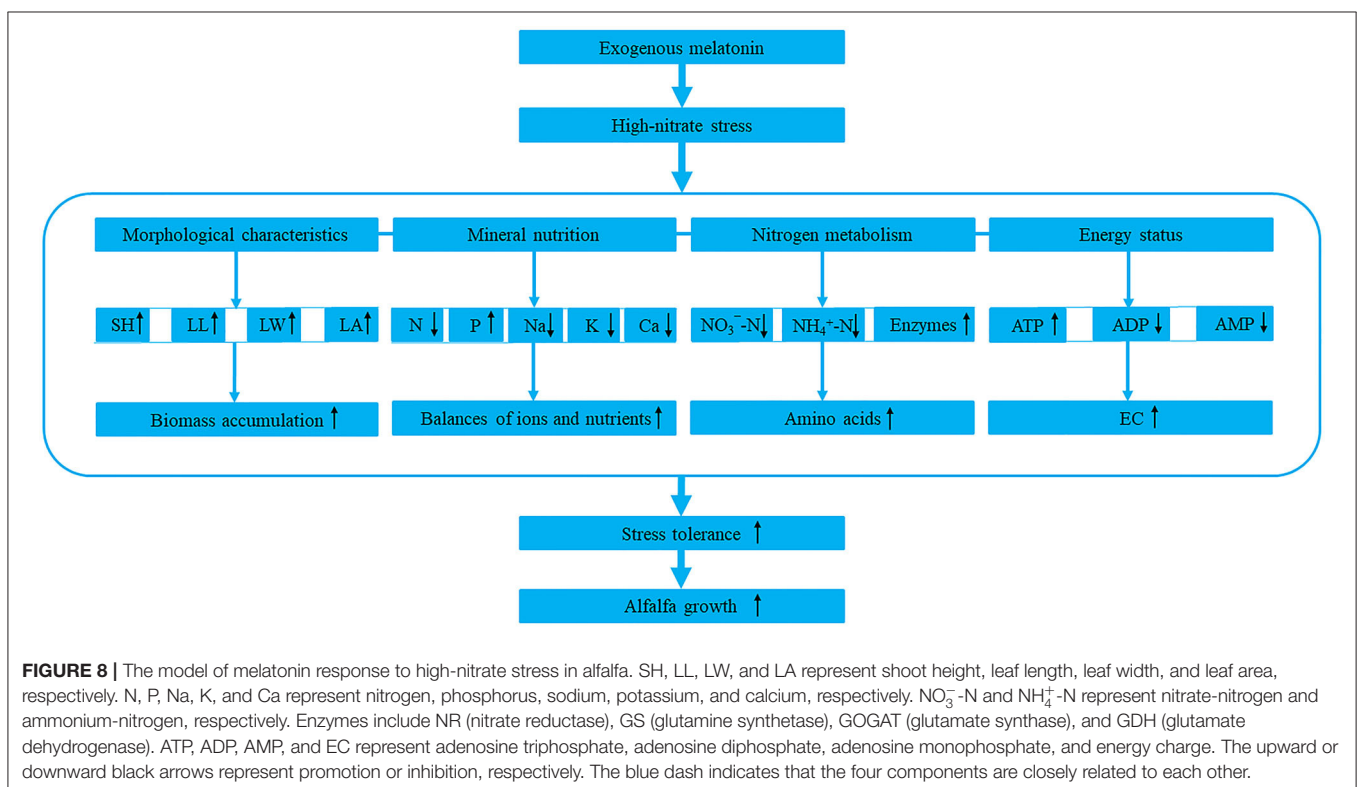 Exogenous melatonin
High-nitrate stress
Morphological characteristics Mineral nutrition Nitrogen metabolism Energy status
SH↑ LL↑ LW↑ LA↑ N↓ P↑ Na↓ K↓ Ca↓ NO₃⁻-N↓ NH₄⁺-N↓ Enzymes↑ ATP↑ ADP↓ AMP↓
Biomass accumulation↑ Balances of ions and nutrients↑ Amino acids↑ EC↑
Stress tolerance ↑
Alfalfa growth ↑
FIGURE 8 | The model of melatonin response to high-nitrate stress in alfalfa. SH, LL, LW, and LA represent shoot height, leaf length, leaf width, and leaf area,
respectively. N, P, Na, K, and Ca represent nitrogen, phosphorus, sodium, potassium, and calcium, respectively. NO₃⁻-N and NH₄⁺-N represent nitrate-nitrogen and
ammonium-nitrogen, respectively. Enzymes include NR (nitrate reductase), GS (glutamine synthetase), GOGAT (glutamate synthase), and GDH (glutamate
dehydrogenase). ATP, ADP, AMP, and EC represent adenosine triphosphate, adenosine diphosphate, adenosine monophosphate, and energy charge. The upward or
downward black arrows represent promotion or inhibition, respectively. The blue dash indicates that the four components are closely related to each other.